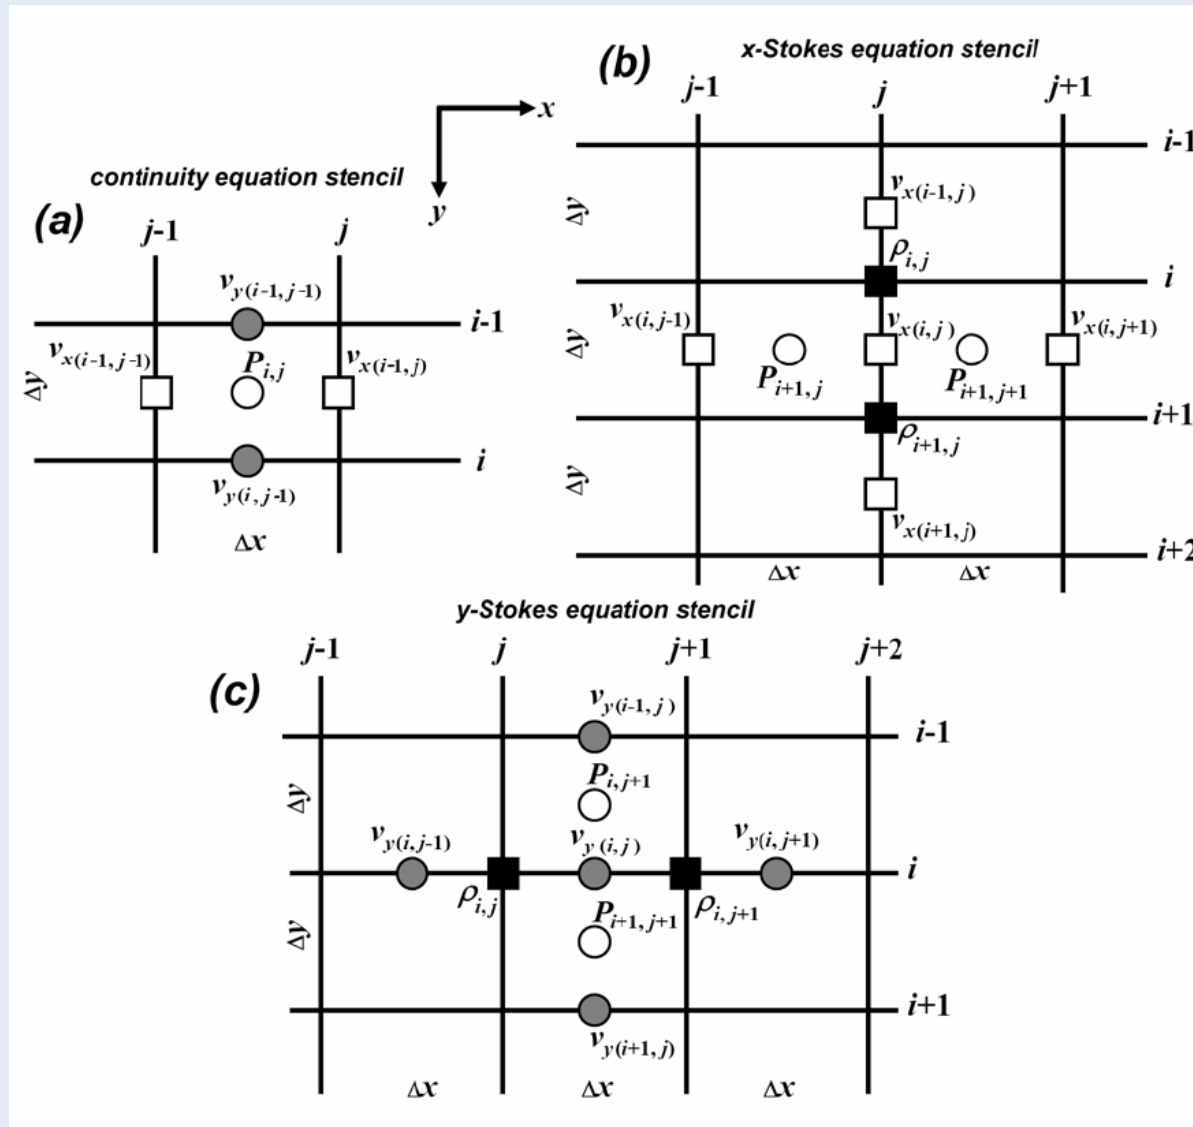 x-Stokes equation stencil
(b)
j-1
j
j+1
x
y
continuity equation stencil
(a)
j-1
j
v_y(i-1, j-1)
i-1
v_x(i-1, j-1)
P_i, j
v_x(i-1, j)
Δy
i
v_y(i, j-1)
Δx
i-1
v_x(i-1, j)
Δy
ρ_i, j
i
v_x(i, j-1)
v_x(i, j)
v_x(i, j+1)
Δy
P_i+1, j
P_i+1, j+1
i+1
ρ_i+1, j
Δy
v_x(i+1, j)
i+2
Δx
Δx
y-Stokes equation stencil
(c)
j-1
j
j+1
j+2
v_y(i-1, j)
i-1
P_i, j+1
Δy
v_y(i, j-1)
v_y(i, j)
v_y(i, j+1)
i
ρ_i, j
P_i+1, j+1
ρ_i, j+1
Δy
i+1
v_y(i+1, j)
Δx
Δx
Δx